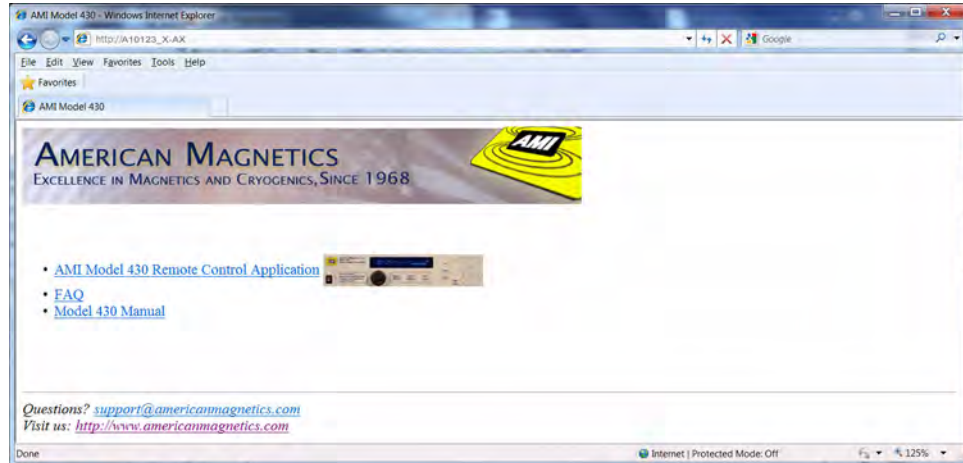 AMI Model 430 - Windows Internet Explorer
http://A10123_X-AX
Google
File Edit View Favorites Tools Help
Favorites
AMI Model 430
AMERICAN MAGNETICS
EXCELLENCE IN MAGNETICS AND CRYOGENICS, SINCE 1968
AMI
• AMI Model 430 Remote Control Application
• FAQ
• Model 430 Manual
Questions? support@americanmagnetics.com
Visit us: http://www.americanmagnetics.com
Done
Internet | Protected Mode: Off
125%